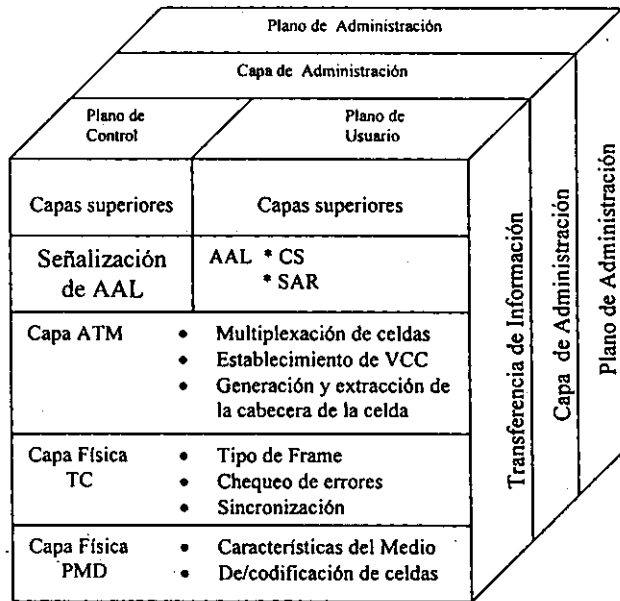 Plano de Administración
Capa de Administración
Plano de
Control
Plano de
Usuario
Capas superiores
Capas superiores
Señalización
de AAL
AAL * CS
* SAR
Capa ATM
• Multiplexación de celdas
• Establecimiento de VCC
• Generación y extracción de
la cabecera de la celda
Capa Física
TC
• Tipo de Frame
• Chequeo de errores
• Sincronización
Capa Física
PMD
• Características del Medio
• De/codificación de celdas
Transferencia de Información
Capa de Administración
Plano de Administración